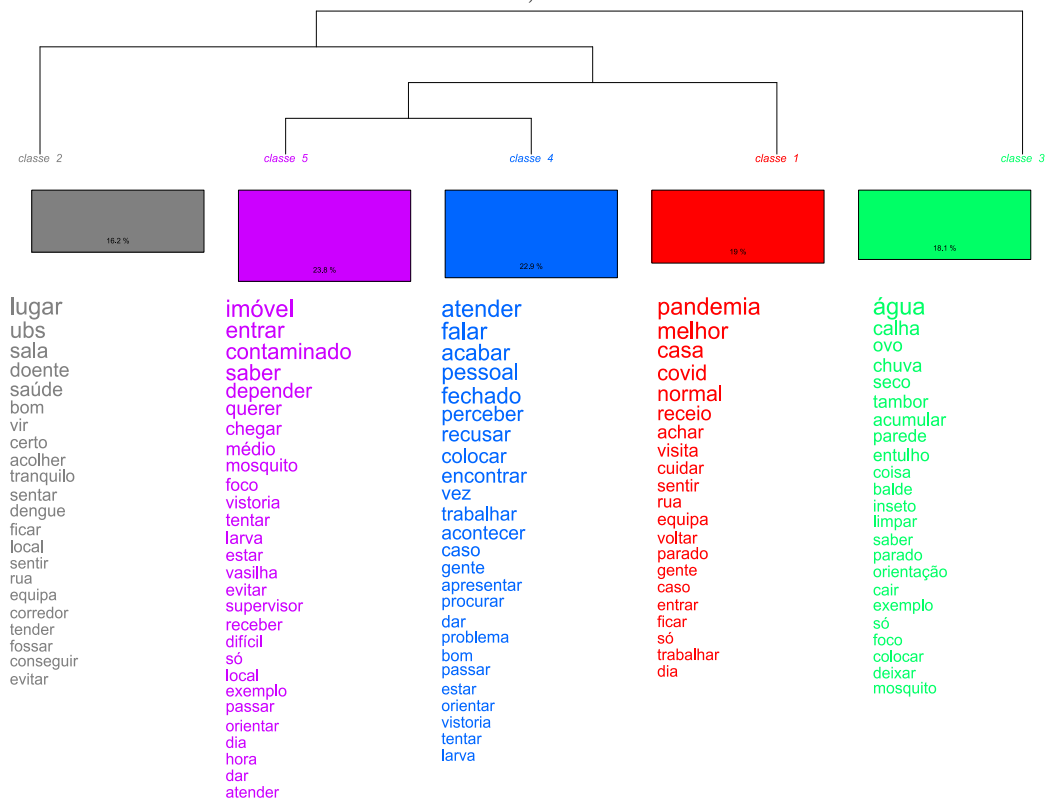 classe 2
classe 5
classe 4
classe 1
classe 3
16.2 %
23.8 %
22.9 %
19 %
18.1 %
lugar
ubs
sala
doente
saúde
bom
vir
certo
acolher
tranquilo
sentar
dengue
ficar
local
sentir
rua
equipa
corredor
tender
fossar
conseguir
evitar
imóvel
entrar
contaminado
saber
depender
querer
chegar
médio
mosquito
foco
vistoria
tentar
larva
estar
vasilha
evitar
supervisor
receber
difícil
só
local
exemplo
passar
orientar
dia
hora
dar
atender
atender
falar
acabar
pessoal
fechado
perceber
recusar
colocar
encontrar
vez
trabalhar
acontecer
caso
gente
apresentar
procurar
dar
problema
bom
passar
estar
orientar
vistoria
tentar
larva
pandemia
melhor
casa
covid
normal
receio
achar
visita
cuidar
sentir
rua
equipa
voltar
parado
gente
caso
entrar
ficar
só
trabalhar
dia
água
calha
ovo
chuva
seco
tambor
acumular
parede
entulho
coisa
balde
inseto
limpar
saber
parado
orientação
cair
exemplo
só
foco
colocar
deixar
mosquito